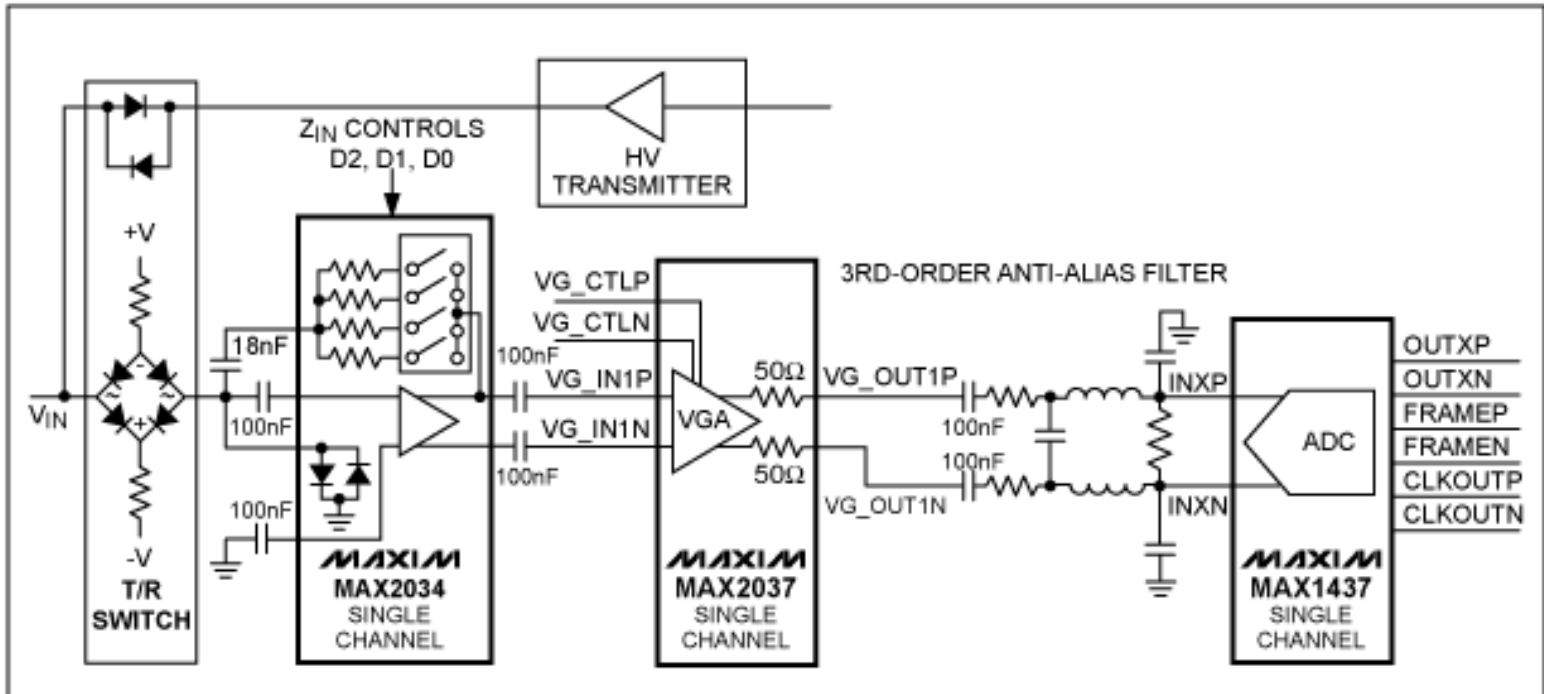 Z_IN CONTROLS
D2, D1, D0
HV
TRANSMITTER
+V
-V
T/R
SWITCH
V_IN
18nF
100nF
100nF
MAXIM
MAX2034
SINGLE
CHANNEL
100nF
VG_IN1P
VG_IN1N
100nF
VG_CTLP
VG_CTLN
VGA
50Ω
50Ω
MAXIM
MAX2037
SINGLE
CHANNEL
3RD-ORDER ANTI-ALIAS FILTER
VG_OUT1P
VG_OUT1N
100nF
100nF
INXP
INXN
ADC
MAXIM
MAX1437
SINGLE
CHANNEL
OUTXP
OUTXN
FRAMEP
FRAMEN
CLKOUTP
CLKOUTN
~
-
~
+